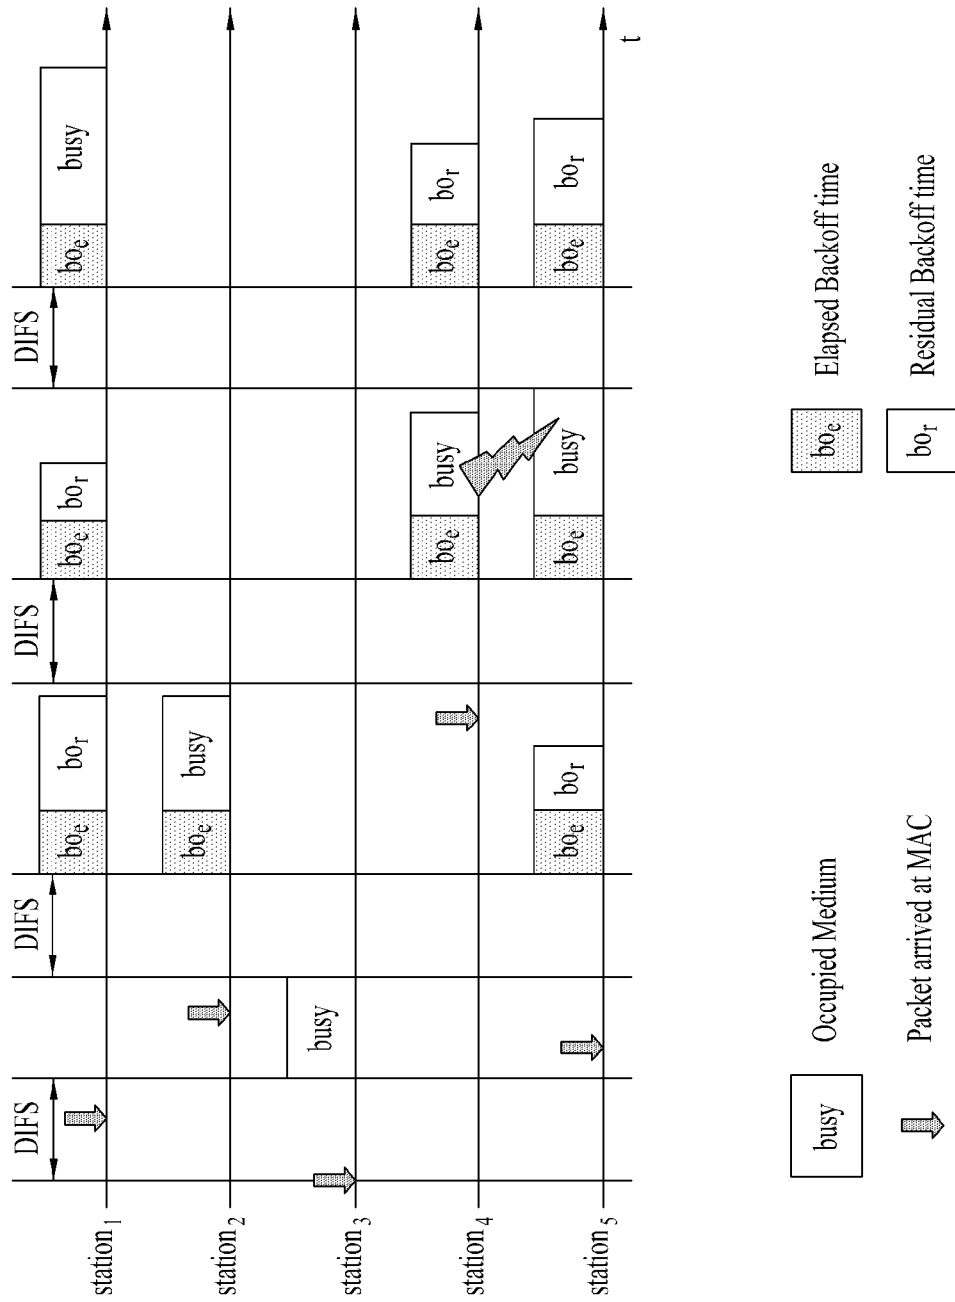 DIFS DIFS DIFS DIFS
station1 boe bor boe bor boe busy
station2 boe busy
station3 busy
station4 boe busy boe bor
station5 boe bor boe busy boe bor
t
busy Occupied Medium
boe Elapsed Backoff time
Packet arrived at MAC
bor Residual Backoff time